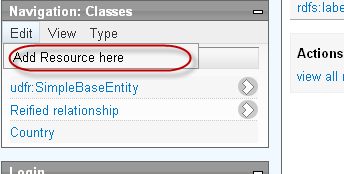 Navigation: Classes
Edit View Type
Add Resource here
udfr:SimpleBaseEntity
Reified relationship
Country
Login
rdfs:labe
Actions
view all